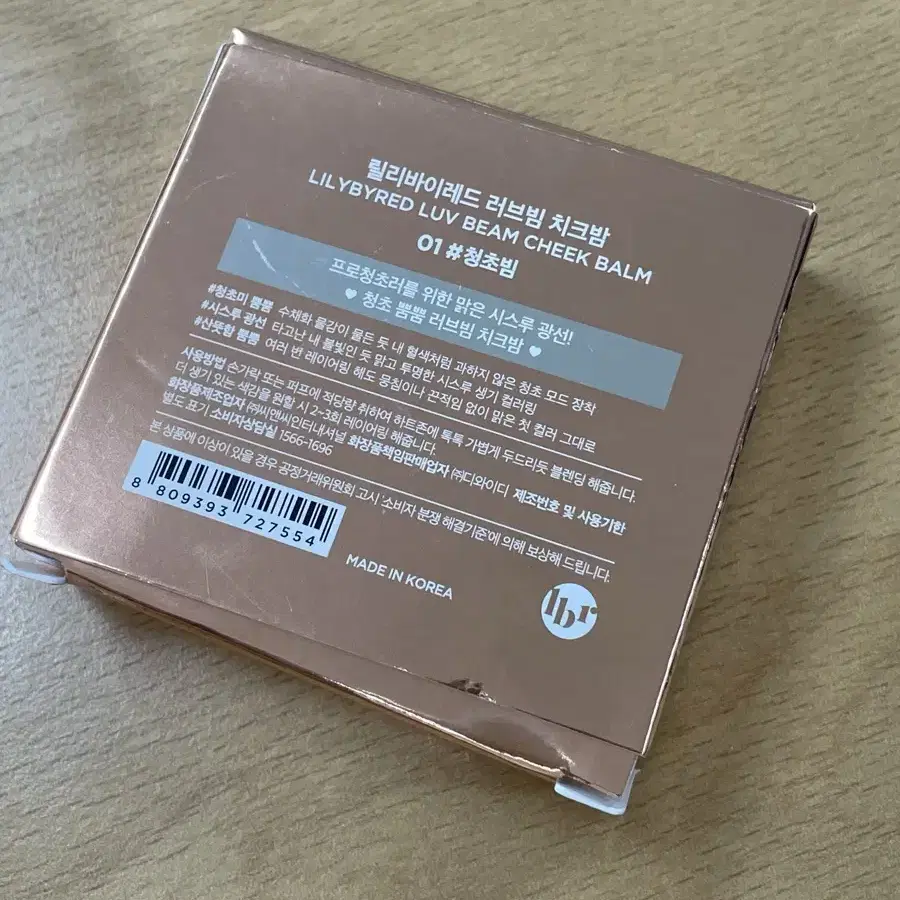 릴리바이레드 러브빔 치크밤
LILYBYRED LUV BEAM CHEEK BALM
01 #청초빔
프로청초러를 위한 맑은 시스루 광선!
♥ 청초 뿜뿜 러브빔 치크밤 ♥
#청초미 뿜뿜 수채화 물감이 물든 듯 내 혈색처럼 과하지 않은 청초 모드 장착
#시스루 광선 타고난 내 볼빛인 듯 맑고 투명한 시스루 생기 컬러링
#산뜻함 뿜뿜 여러 번 레이어링 해도 뭉침이나 끈적임 없이 맑은 첫 컬러 그대로
사용방법 손가락 또는 퍼프에 적당량 취하여 하트존에 톡톡 가볍게 두드리듯 블렌딩 해줍니다.
더 생기 있는 색감을 원할 시 2~3회 레이어링 해줍니다.
화장품제조업자 ㈜씨앤씨인터내셔널 화장품책임판매업자 ㈜디와이디 제조번호 및 사용기한
별도 표기 소비자상담실 1566-1696
본 상품에 이상이 있을 경우 공정거래위원회 고시 '소비자 분쟁 해결기준'에 의해 보상해 드립니다.
8 809393 727554
MADE IN KOREA
lbr